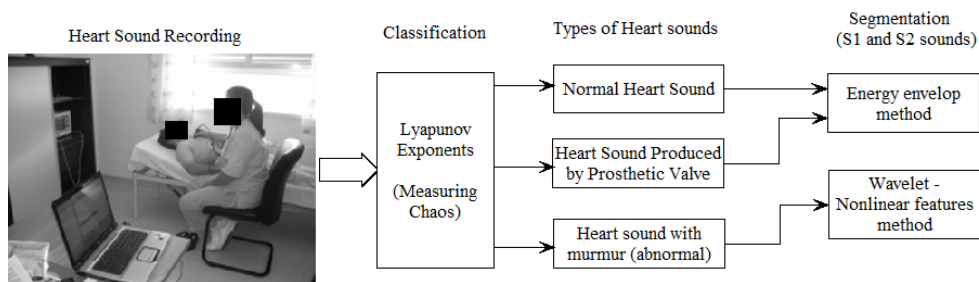 Heart Sound Recording
Classification
Types of Heart sounds
Segmentation
(S1 and S2 sounds)
Lyapunov
Exponents
(Measuring
Chaos)
Normal Heart Sound
Heart Sound Produced
by Prosthetic Valve
Heart sound with
murmur (abnormal)
Energy envelop
method
Wavelet -
Nonlinear features
method